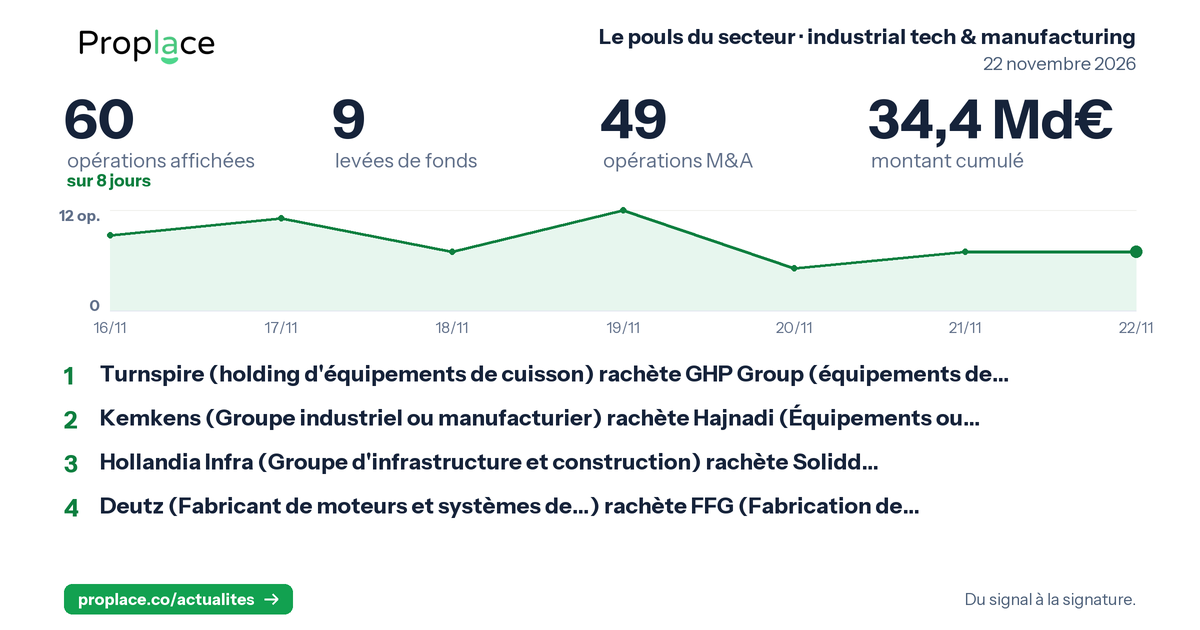 Proplace
Le pouls du secteur · industrial tech & manufacturing
22 novembre 2026
60
opérations affichées
sur 8 jours
9
levées de fonds
49
opérations M&A
34,4 Md€
montant cumulé
12 op.
0
16/11 17/11 18/11 19/11 20/11 21/11 22/11
1 Turnspire (holding d'équipements de cuisson) rachète GHP Group (équipements de...
2 Kemkens (Groupe industriel ou manufacturier) rachète Hajnadi (Équipements ou...
3 Hollandia Infra (Groupe d'infrastructure et construction) rachète Solidd...
4 Deutz (Fabricant de moteurs et systèmes de...) rachète FFG (Fabrication de...
proplace.co/actualites →
Du signal à la signature.